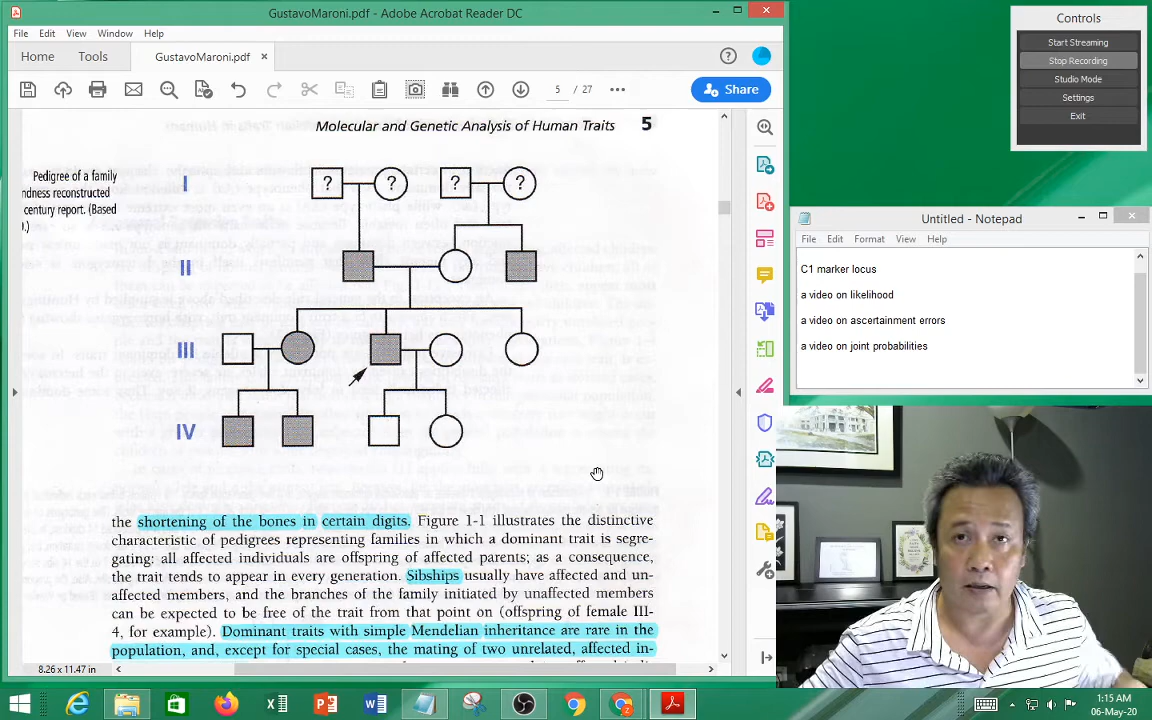 GustavoMaroni.pdf - Adobe Acrobat Reader DC
File Edit View Window Help
Home Tools GustavoMaroni.pdf ×
5 / 27
Share
Molecular and Genetic Analysis of Human Traits 5
Pedigree of a family
ndness reconstructed
century report. (Based
.)
I ? ? ? ?
II
III
IV
the shortening of the bones in certain digits. Figure 1-1 illustrates the distinctive
characteristic of pedigrees representing families in which a dominant trait is segre-
gating: all affected individuals are offspring of affected parents; as a consequence,
the trait tends to appear in every generation. Sibships usually have affected and un-
affected members, and the branches of the family initiated by unaffected members
can be expected to be free of the trait from that point on (offspring of female III-
4, for example). Dominant traits with simple Mendelian inheritance are rare in the
population, and, except for special cases, the mating of two unrelated, affected in-
8.26 x 11.47 in
Controls
Start Streaming
Stop Recording
Studio Mode
Settings
Exit
Untitled - Notepad
File Edit Format View Help
C1 marker locus
a video on likelihood
a video on ascertainment errors
a video on joint probabilities
1:15 AM
06-May-20